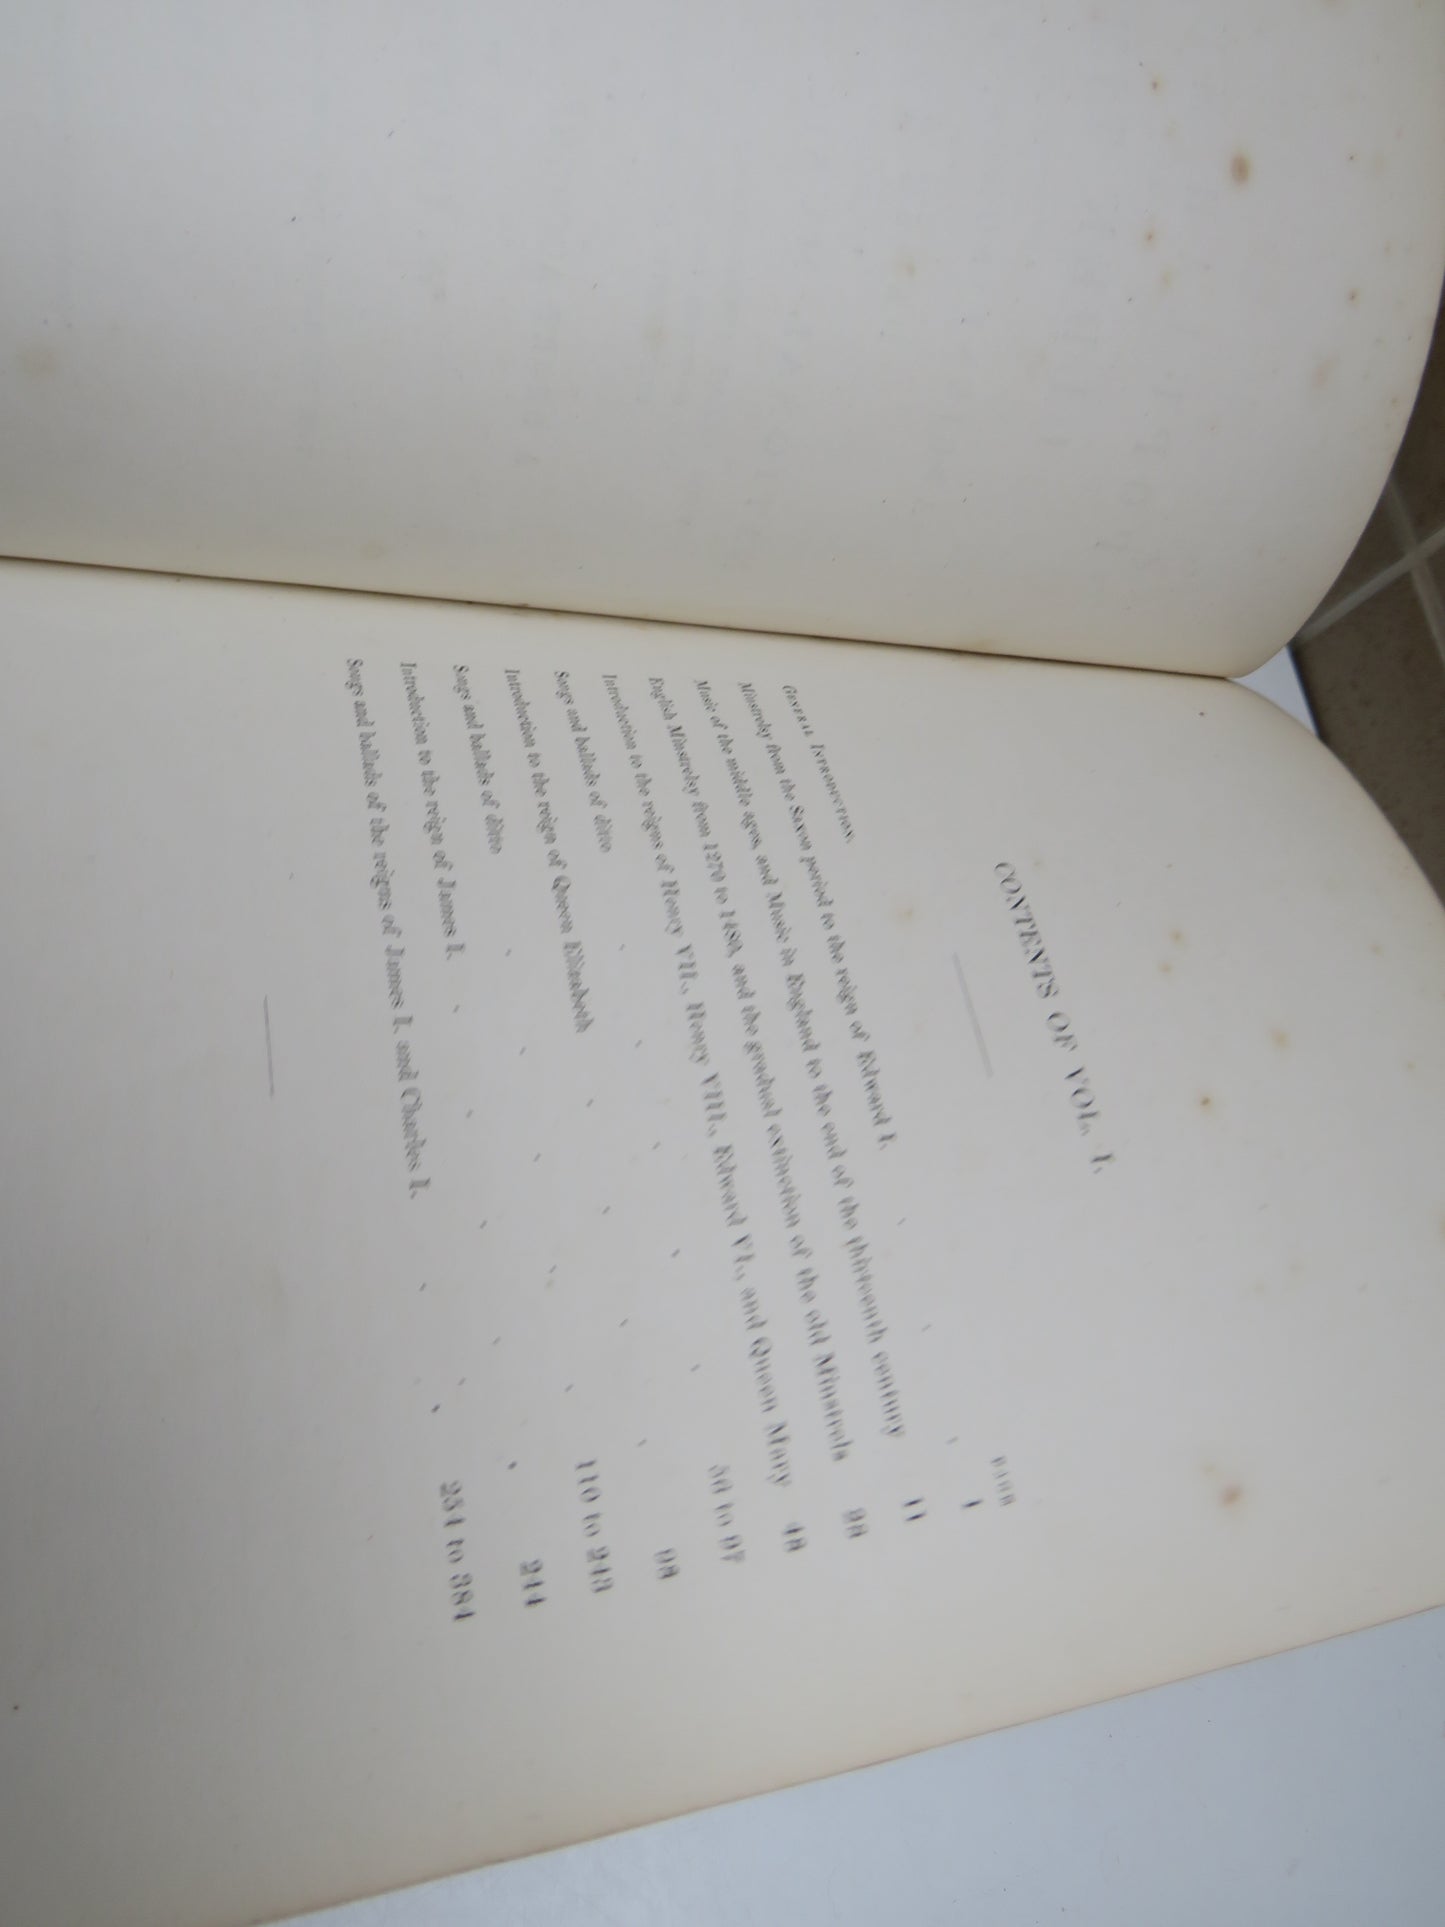 CONTENTS OF VOL. I.
PAGE
GENERAL INTRODUCTION.
Minstrelsy from the Saxon period to the reign of Edward I. 1
Music of the middle ages, and Music in England to the end of the thirteenth century 11
English Minstrelsy from 1270 to 1480, and the gradual extinction of the old Minstrels
Introduction to the reigns of Henry VII., Henry VIII., Edward VI., and Queen Mary 48
Songs and ballads of ditto to 97
Introduction to the reign of Queen Elizabeth 98
Songs and ballads of ditto 110 to 243
Introduction to the reign of James I. 244
Songs and ballads of the reigns of James I. and Charles I. 254 to 384